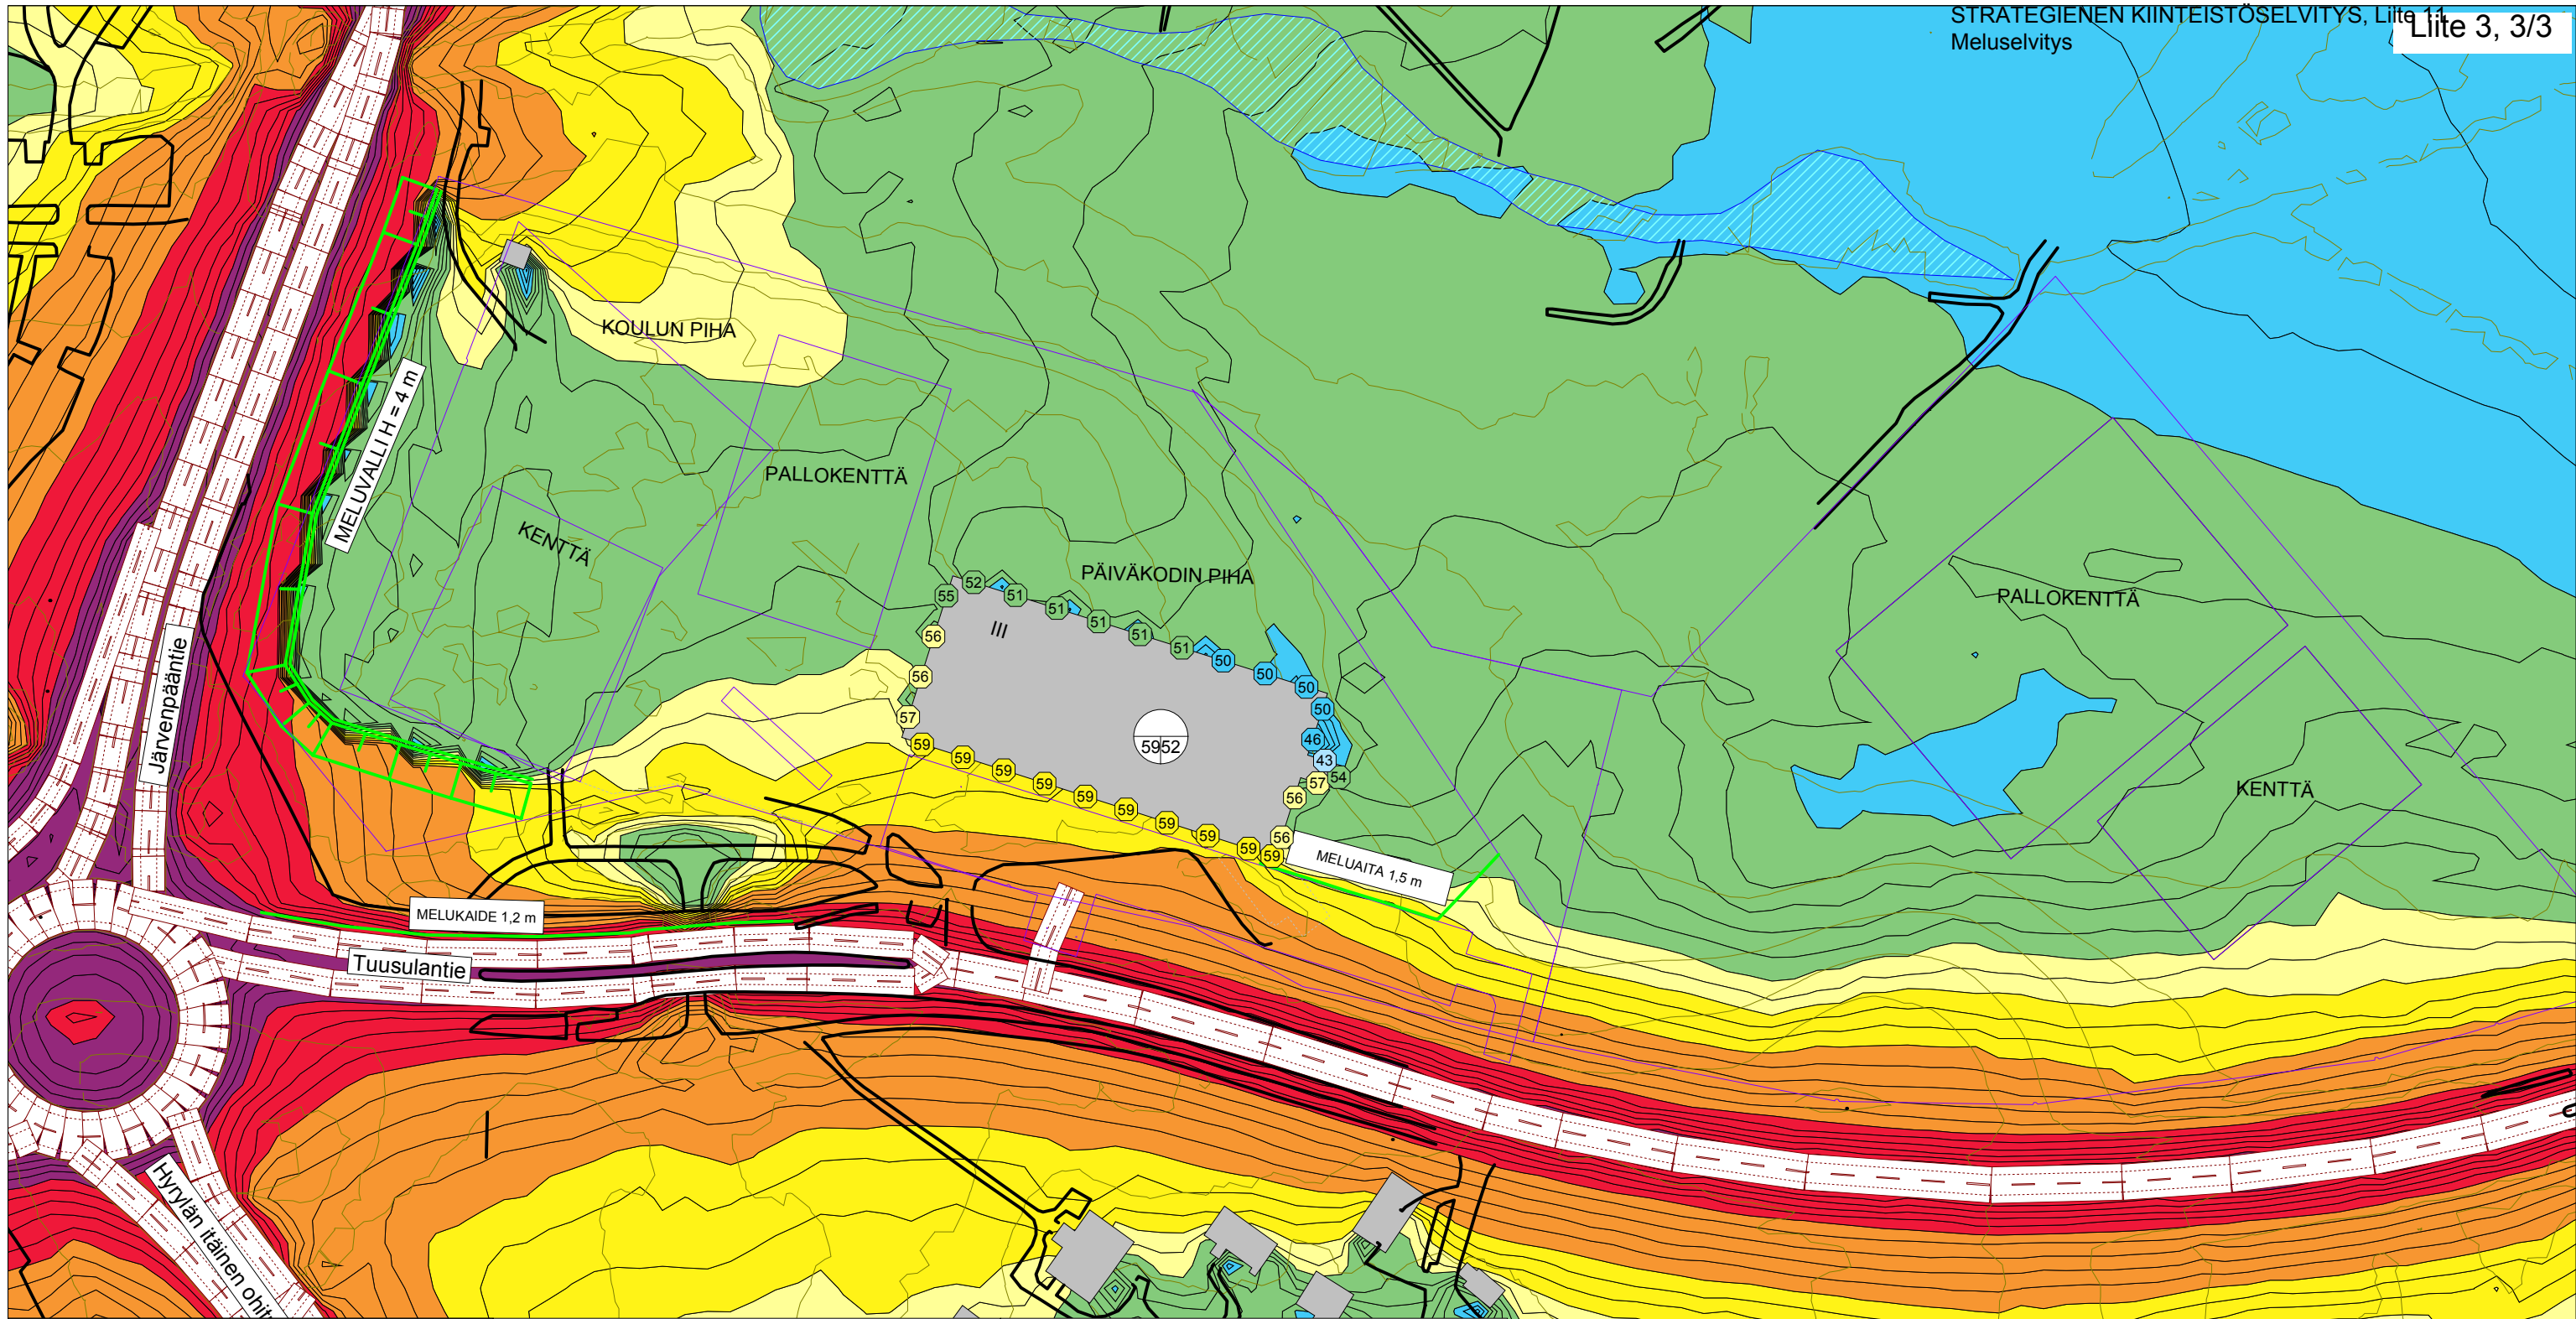 STRATEGIENEN KIINTEISTÖSELVITYS, Liite 11
Meluselvitys
Liite 3, 3/3
KOULUN PIHA
MELUVALLI H = 4 m
PALLOKENTTÄ
KENTTÄ
PÄIVÄKODIN PIHA
PALLOKENTTÄ
KENTTÄ
III
52
55
51
51
51
51
51
50
50
50
50
46
43
54
57
56
56
56
56
57
59
59
59
59
59
59
59
59
59
59
59 52
Järvenpääntie
MELUAITA 1,5 m
MELUKAIDE 1,2 m
Tuusulantie
Hyrylän itäinen ohit